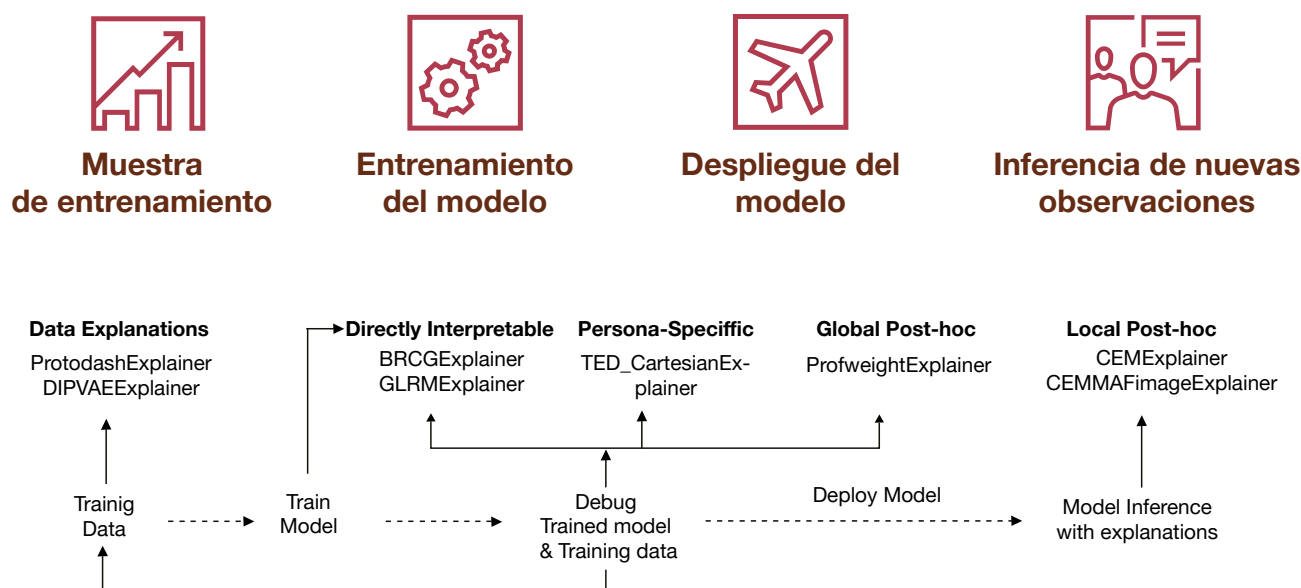 Muestra
de entrenamiento
Entrenamiento
del modelo
Despliegue del
modelo
Inferencia de nuevas
observaciones
Data Explanations
ProtodashExplainer
DIPVAEExplainer
Directly Interpretable
BRCGExplainer
GLRMExplainer
Persona-Speciffic
TED_CartesianEx-
plainer
Global Post-hoc
ProfweightExplainer
Local Post-hoc
CEMExplainer
CEMMAFimageExplainer
Trainig
Data
Train
Model
Debug
Trained model
& Training data
Deploy Model
Model Inference
with explanations